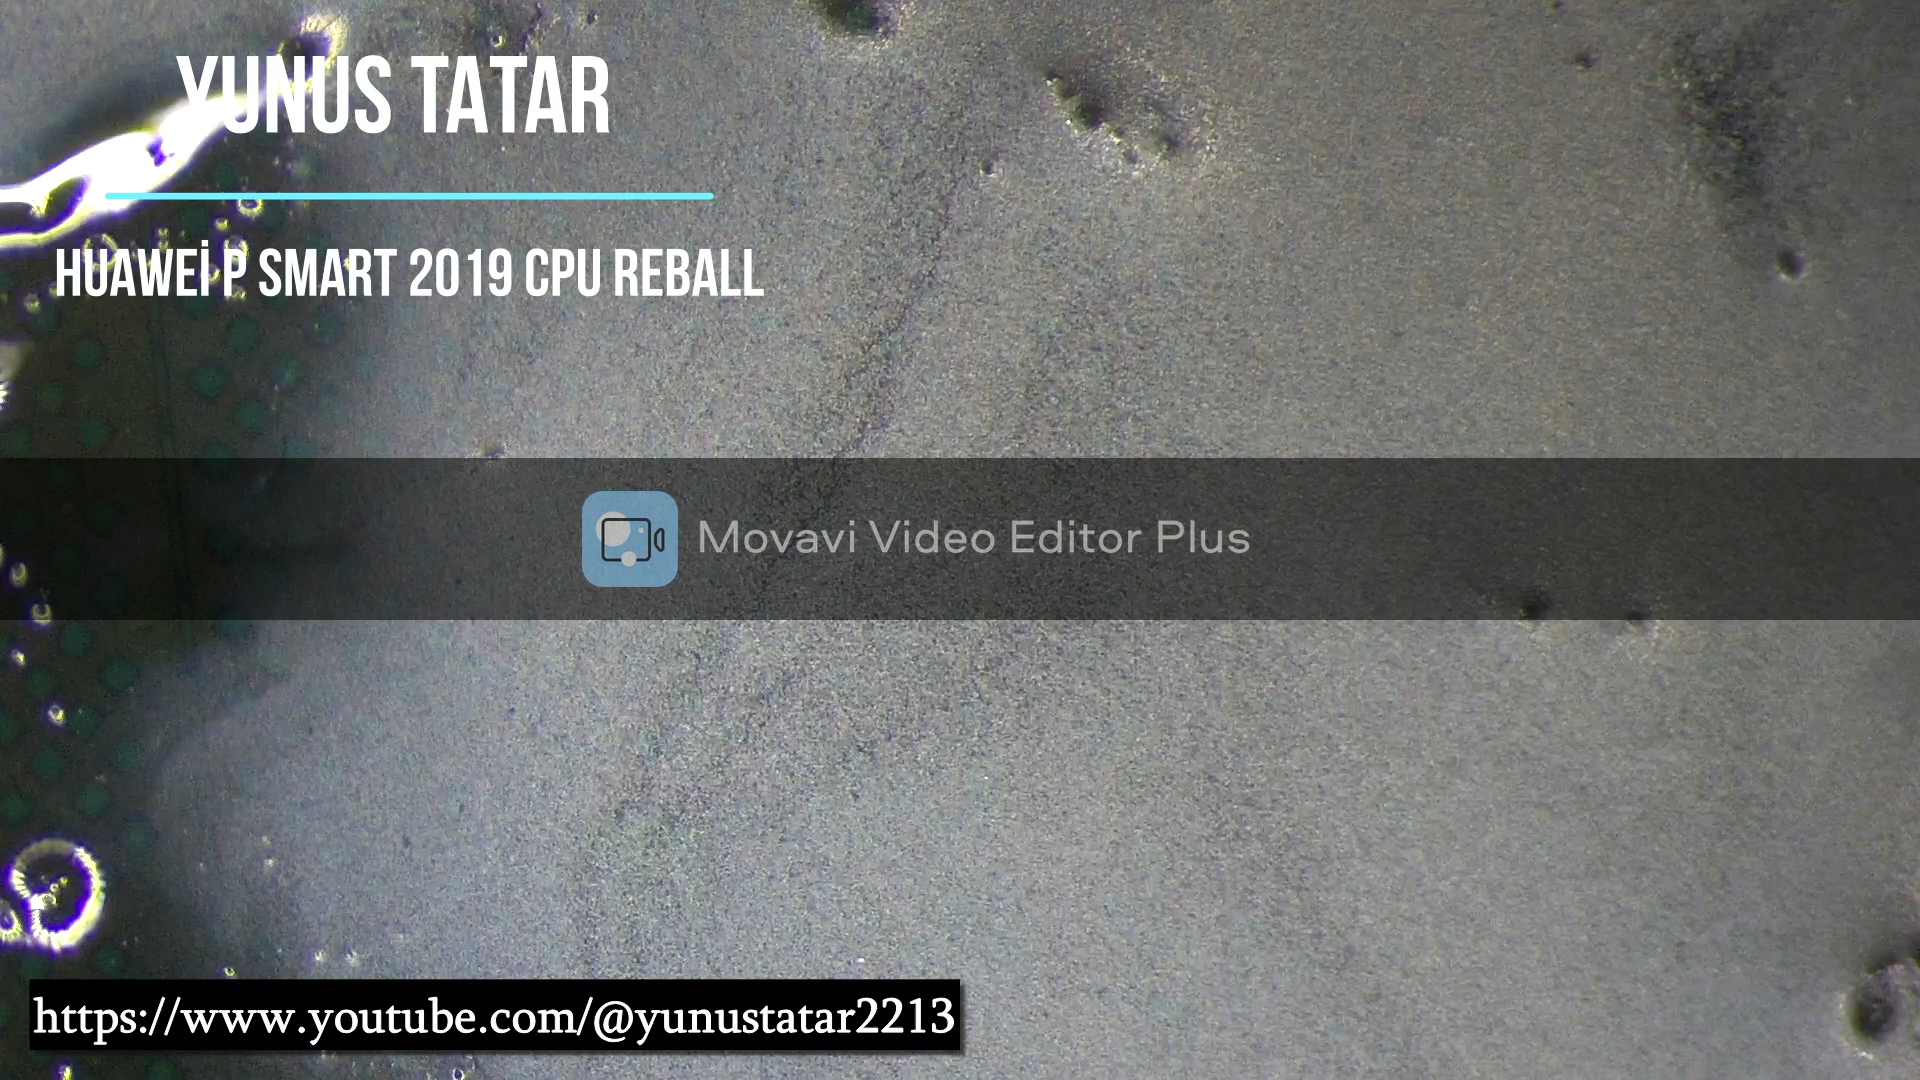 YUNUS TATAR
HUAWEİ P SMART 2019 CPU REBALL
Movavi Video Editor Plus
https://www.youtube.com/@yunustatar2213